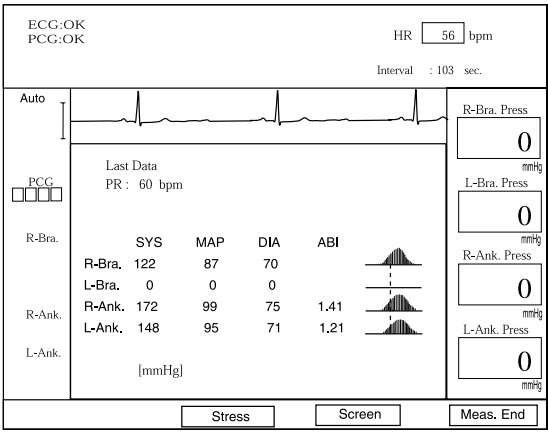 ECG:OK
PCG:OK
HR 56 bpm
Interval : 103 sec.
Auto
PCG
R-Bra.
R-Ank.
L-Ank.
Last Data
PR : 60 bpm
SYS MAP DIA ABI
R-Bra. 122 87 70
L-Bra. 0 0 0
R-Ank. 172 99 75 1.41
L-Ank. 148 95 71 1.21
[mmHg]
R-Bra. Press
0
mmHg
L-Bra. Press
0
R-Ank. Press
0
mmHg
L-Ank. Press
0
mmHg
Stress Screen Meas. End